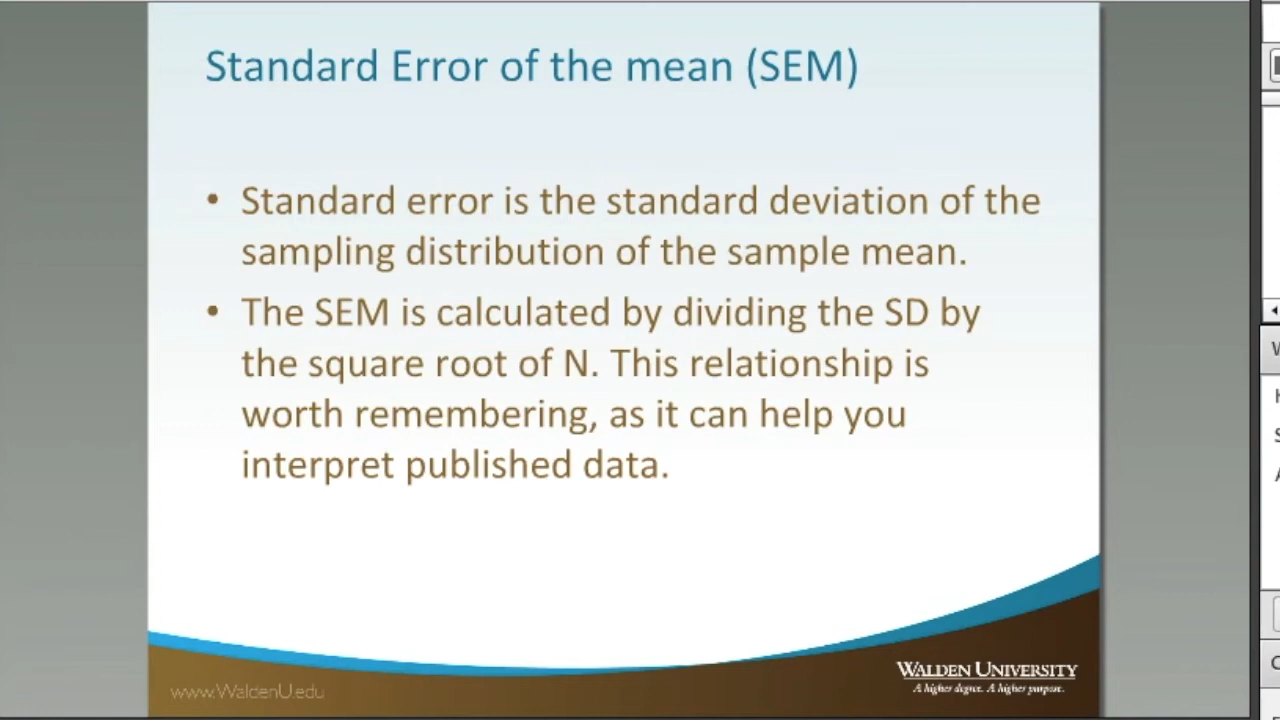 Standard Error of the mean (SEM)
• Standard error is the standard deviation of the
sampling distribution of the sample mean.
• The SEM is calculated by dividing the SD by
the square root of N. This relationship is
worth remembering, as it can help you
interpret published data.
www.WaldenU.edu
WALDEN UNIVERSITY
A higher degree. A higher purpose.